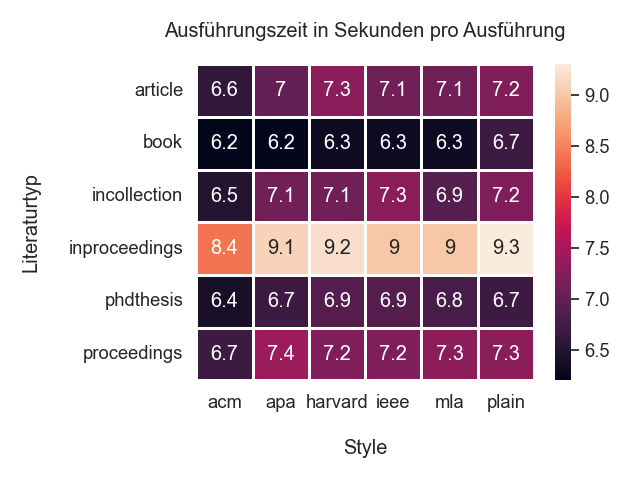 Ausführungszeit in Sekunden pro Ausführung
article 6.6 7 7.3 7.1 7.1 7.2
book 6.2 6.2 6.3 6.3 6.3 6.7
incollection 6.5 7.1 7.1 7.3 6.9 7.2
inproceedings 8.4 9.1 9.2 9 9 9.3
phdthesis 6.4 6.7 6.9 6.9 6.8 6.7
proceedings 6.7 7.4 7.2 7.2 7.3 7.3
acm apa harvard ieee mla plain
Style
Literaturtyp
9.0
8.5
8.0
7.5
7.0
6.5